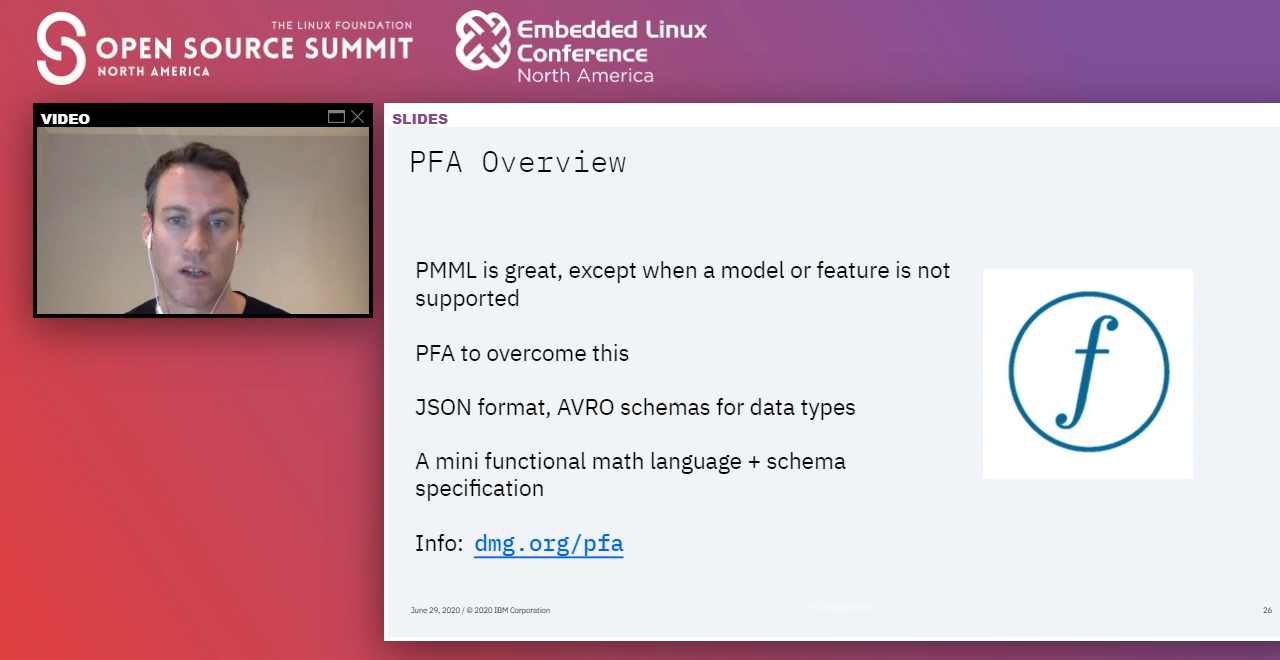 THE LINUX FOUNDATION
OPEN SOURCE SUMMIT
NORTH AMERICA
Embedded Linux
Conference
North America
VIDEO
SLIDES
PFA Overview
PMML is great, except when a model or feature is not
supported
PFA to overcome this
JSON format, AVRO schemas for data types
A mini functional math language + schema
specification
Info: dmg.org/pfa
f
June 29, 2020 / © 2020 IBM Corporation
26